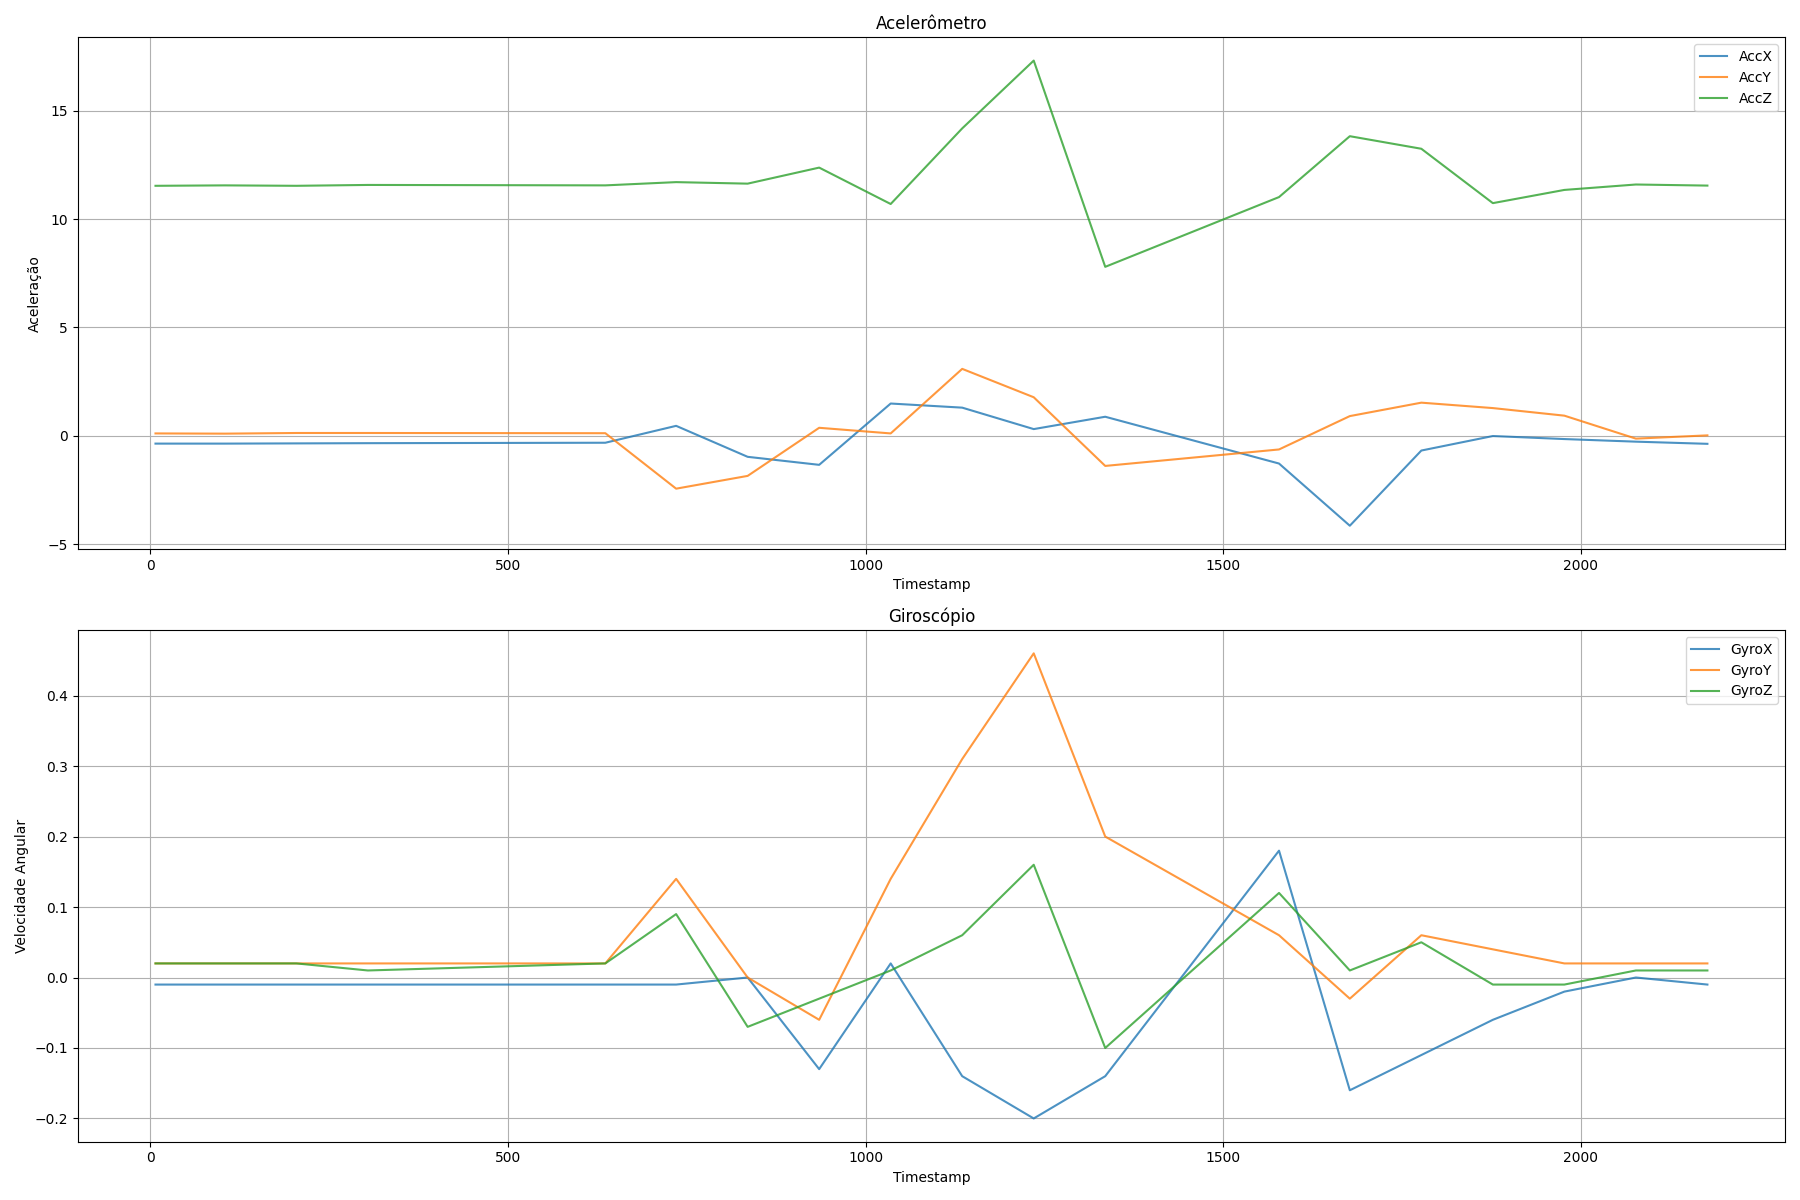 Acelerômetro
AccX
AccY
AccZ
15
10
5
0
−5
Aceleração
0 500 1000 1500 2000
Timestamp
Giroscópio
GyroX
GyroY
GyroZ
0.4
0.3
0.2
0.1
0.0
−0.1
−0.2
Velocidade Angular
0 500 1000 1500 2000
Timestamp